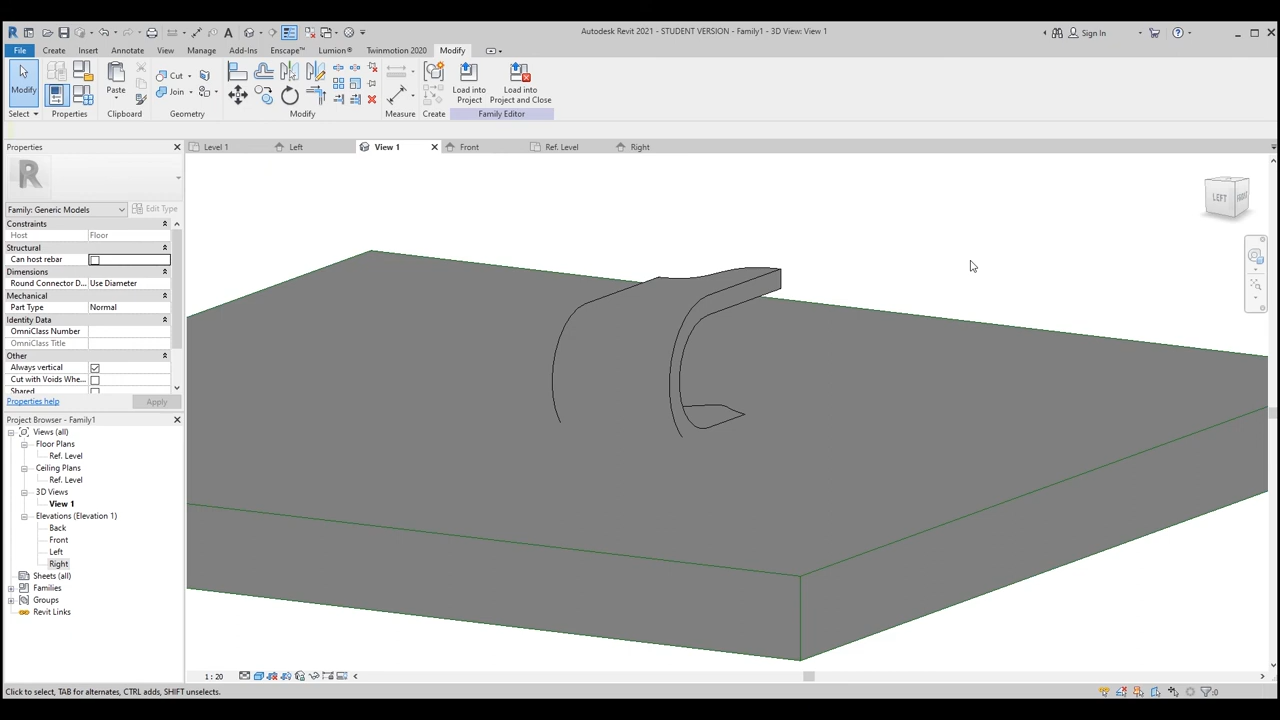 Autodesk Revit 2021 - STUDENT VERSION - Family1 - 3D View: View 1
Sign In
File Create Insert Annotate View Manage Add-Ins Enscape™ Lumion® Twinmotion 2020 Modify
Modify Paste Cut Join Load into Project Load into Project and Close
Select Properties Clipboard Geometry Modify Measure Create Family Editor
Properties
Level 1 Left View 1 Front Ref. Level Right
R
LEFT FRONT
Family: Generic Models Edit Type
Constraints
Host Floor
Structural
Can host rebar
Dimensions
Round Connector D... Use Diameter
Mechanical
Part Type Normal
Identity Data
OmniClass Number
OmniClass Title
Other
Always vertical
Cut with Voids Whe...
Shared
Properties help Apply
Project Browser - Family1
Views (all)
Floor Plans
Ref. Level
Ceiling Plans
Ref. Level
3D Views
View 1
Elevations (Elevation 1)
Back
Front
Left
Right
Sheets (all)
Families
Groups
Revit Links
1 : 20
Click to select, TAB for alternates, CTRL adds, SHIFT unselects.
:0